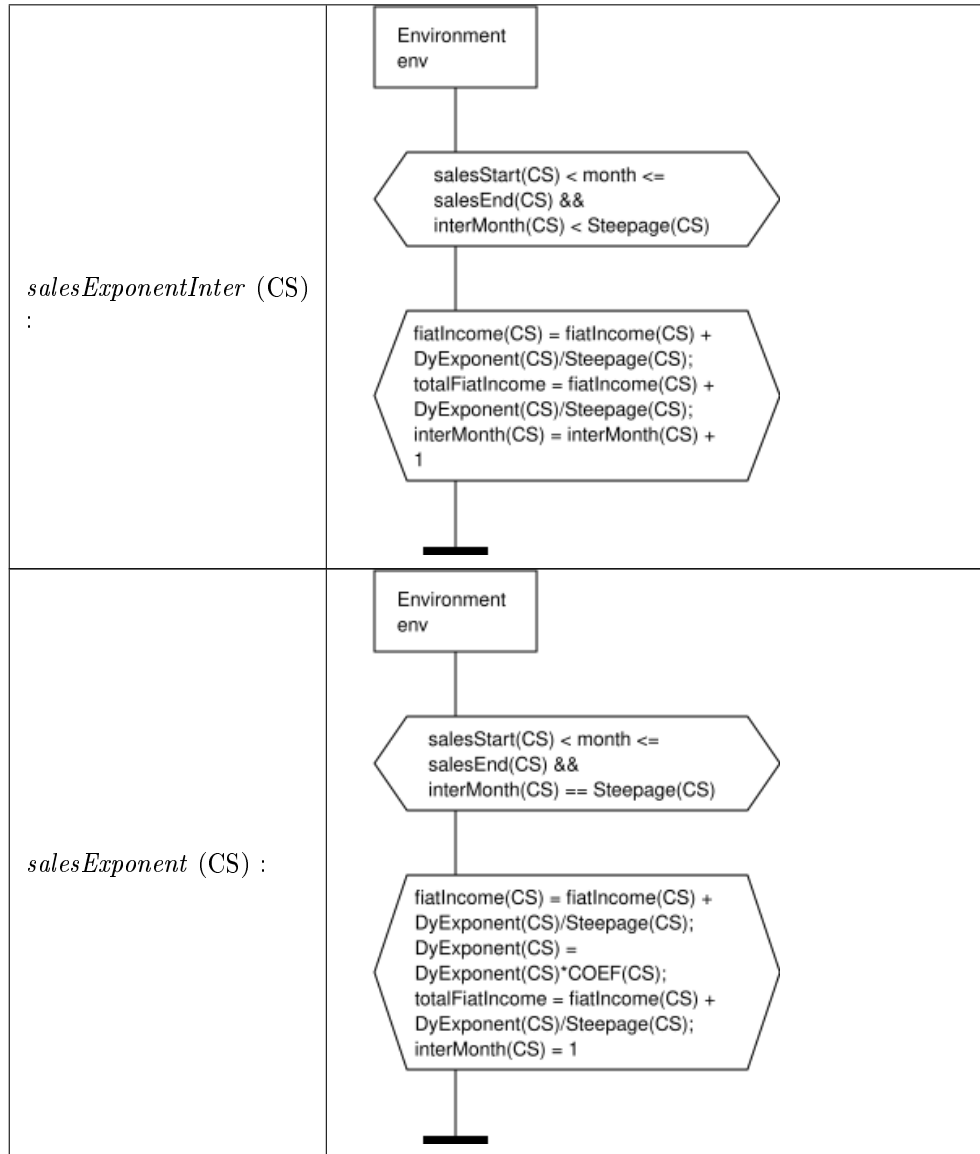 Environment
env
salesStart(CS) < month <=
salesEnd(CS) &&
interMonth(CS) < Steepage(CS)
salesExponentInter (CS)
:
fiatIncome(CS) = fiatIncome(CS) +
DyExponent(CS)/Steepage(CS);
totalFiatIncome = fiatIncome(CS) +
DyExponent(CS)/Steepage(CS);
interMonth(CS) = interMonth(CS) +
1
Environment
env
salesStart(CS) < month <=
salesEnd(CS) &&
interMonth(CS) == Steepage(CS)
salesExponent (CS) :
fiatIncome(CS) = fiatIncome(CS) +
DyExponent(CS)/Steepage(CS);
DyExponent(CS) =
DyExponent(CS)*COEF(CS);
totalFiatIncome = fiatIncome(CS) +
DyExponent(CS)/Steepage(CS);
interMonth(CS) = 1